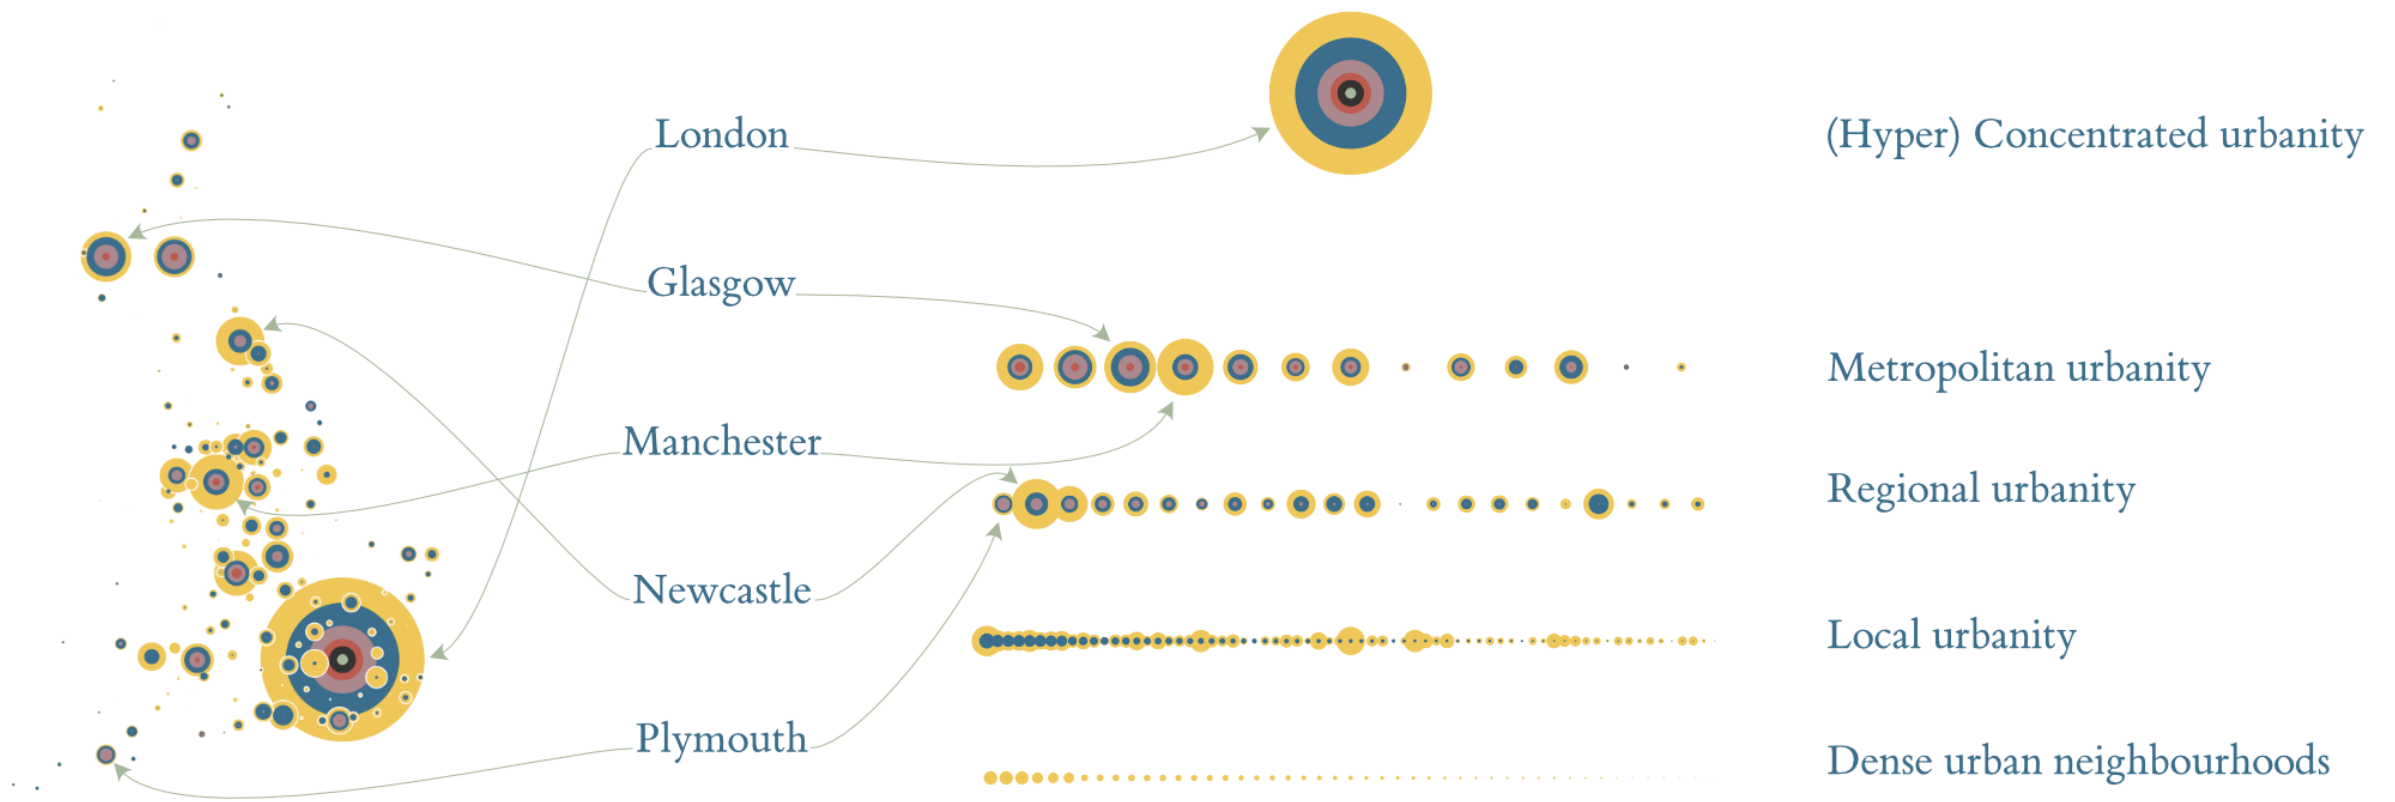 London
(Hyper) Concentrated urbanity
Glasgow
Metropolitan urbanity
Manchester
Regional urbanity
Newcastle
Local urbanity
Plymouth
Dense urban neighbourhoods